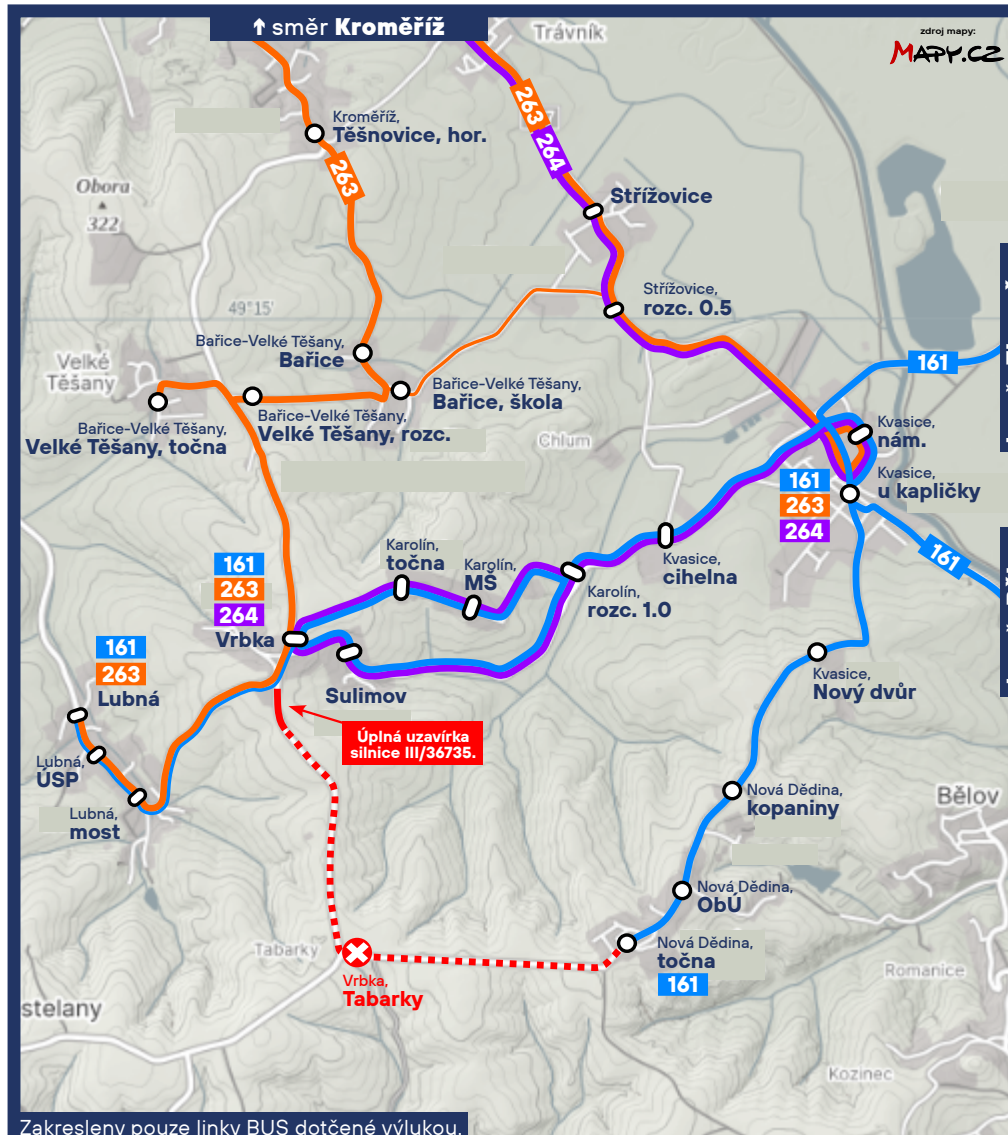 ↑ směr Kroměříž
zdroj mapy:
MAPY.CZ
Trávník
Kroměříž,
Těšnovice, hor.
263
263
264
Obora
322
Střížovice
49°15'
Střížovice,
rozc. 0.5
Velké
Těšany
Bařice-Velké Těšany,
Bařice
161
Bařice-Velké Těšany,
Bařice, škola
Bařice-Velké Těšany,
Velké Těšany, rozc.
Bařice-Velké Těšany,
Velké Těšany, točna
Chlum
Kvasice,
nám.
Kvasice,
u kapličky
161
263
264
161
Karolín,
točna
Karolín,
MŠ
Kvasice,
cihelna
Karolín,
rozc. 1.0
161
263
264
Vrbka
161
263
Lubná
Sulimov
Kvasice,
Nový dvůr
Úplná uzavírka
silnice III/36735.
Lubná,
ÚSP
Lubná,
most
Nová Dědina,
kopaniny
Bělov
Nová Dědina,
ObÚ
Nová Dědina,
točna
161
Tabarky
Vrbka,
Tabarky
Romanice
stelany
Kozinec
Zakresleny pouze linky BUS dotčené výlukou.